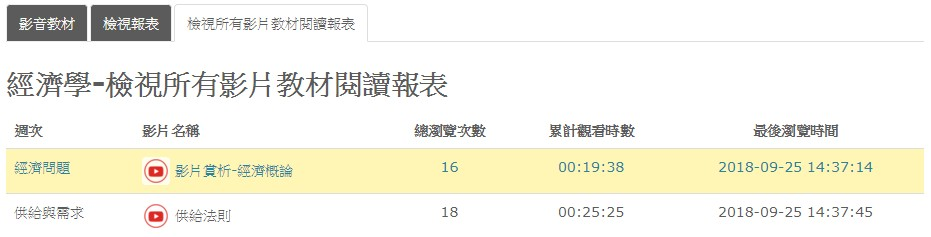 影音教材 檢視報表 檢視所有影片教材閱讀報表
經濟學-檢視所有影片教材閱讀報表
週次 影片名稱 總瀏覽次數 累計觀看時數 最後瀏覽時間
經濟問題 影片賞析-經濟概論 16 00:19:38 2018-09-25 14:37:14
供給與需求 供給法則 18 00:25:25 2018-09-25 14:37:45